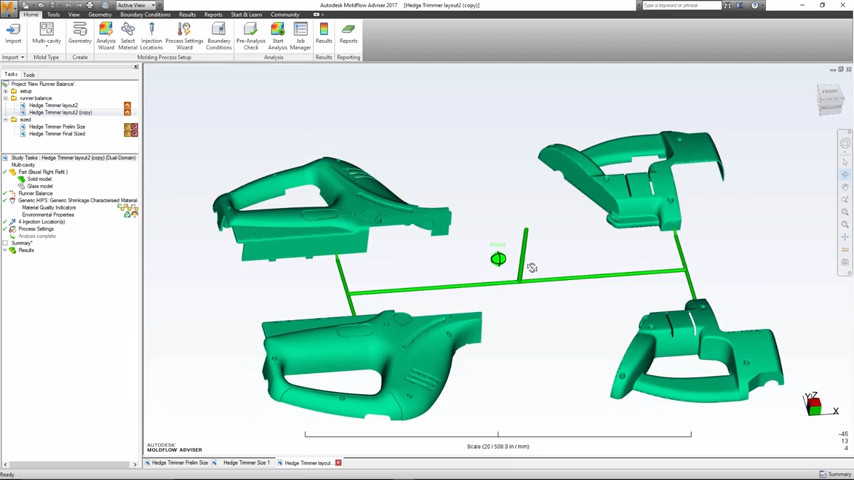 Active View
Autodesk Moldflow Adviser 2017  [Hedge Trimmer layout2 (copy)]
Type a keyword or phrase
Home Tools View Geometry Boundary Conditions Results Reports Start & Learn Community
Import Multi-cavity Geometry Analysis Wizard Select Material Injection Locations Process Settings Wizard Boundary Conditions Pre-Analysis Check Start Analysis Job Manager Results Reports
Import Mold Create Molding Process Setup Results Reporting
Tasks Tools
Project 'New Runner Balance'
setup
runner balance
Hedge Trimmer layout2
Hedge Trimmer layout2 (copy)
sized
Hedge Trimmer Prelim Size
Hedge Trimmer Final Sized
Study Tasks : Hedge Trimmer layout2 (copy) (Dual-Domain)
Multi-cavity
Part (Bezel Right Refit )
Solid model
Glass model
Runner Balance
Generic HIPS: Generic Shrinkage Characterised Material
Material Quality Indicators
Environmental Properties
4 Injection Location(s)
Process Settings
Analysis complete
Summary*
Results
FRONT
BOTTOM
Z
Y
X
AUTODESK
MOLDFLOW ADVISER
Scale (20 / 508.0 in / mm)
-46
13
4
Hedge Trimmer Prelim Size Hedge Trimmer Size 1 Hedge Trimmer layout...
Ready Summary